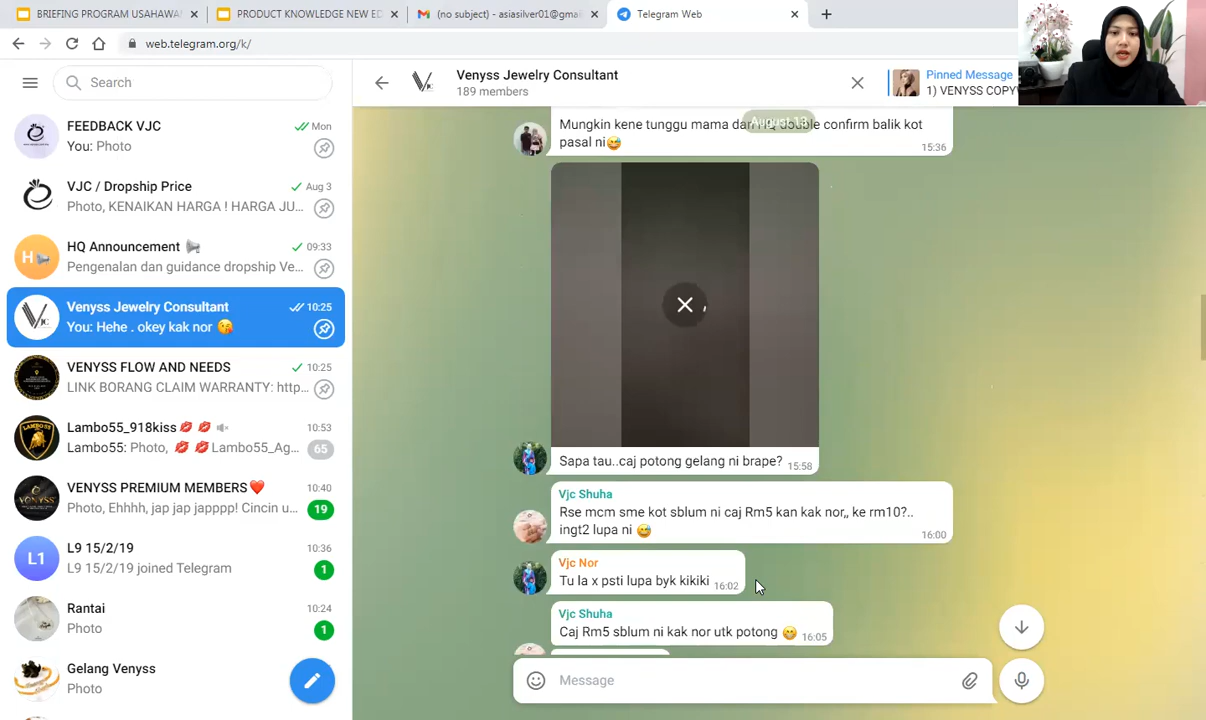 BRIEFING PROGRAM USAHAWA
PRODUCT KNOWLEDGE NEW ED
(no subject) - asiasilver01@gma
Telegram Web
web.telegram.org/k/
Search
FEEDBACK VJC
Mon
You: Photo
VJC / Dropship Price
Aug 3
Photo, KENAIKAN HARGA ! HARGA JU...
HQ Announcement
09:33
Pengenalan dan guidance dropship Ve...
Venyss Jewelry Consultant
10:25
You: Hehe . okey kak nor 😘
VENYSS FLOW AND NEEDS
10:25
LINK BORANG CLAIM WARRANTY: http...
Lambo55_918kiss💋 💋
10:53
Lambo55: Photo, 💋 💋Lambo55_Ag...
65
VENYSS PREMIUM MEMBERS❤️
10:40
Photo, Ehhhh, jap jap japppp! Cincin u...
19
L9 15/2/19
10:36
L9 15/2/19 joined Telegram
1
Rantai
10:24
Photo
1
Gelang Venyss
Photo
Venyss Jewelry Consultant
189 members
Pinned Message
1) VENYSS COPYW
August 13
Mungkin kene tunggu mama dan double confirm balik kot
pasal ni😅
15:36
Sapa tau..caj potong gelang ni brape?
15:58
Vjc Shuha
Rse mcm sme kot sblum ni caj Rm5 kan kak nor,, ke rm10?..
ingt2 lupa ni 😅
16:00
Vjc Nor
Tu la x psti lupa byk kikiki
16:02
Vjc Shuha
Caj Rm5 sblum ni kak nor utk potong 🤭
16:05
Message
L1
H